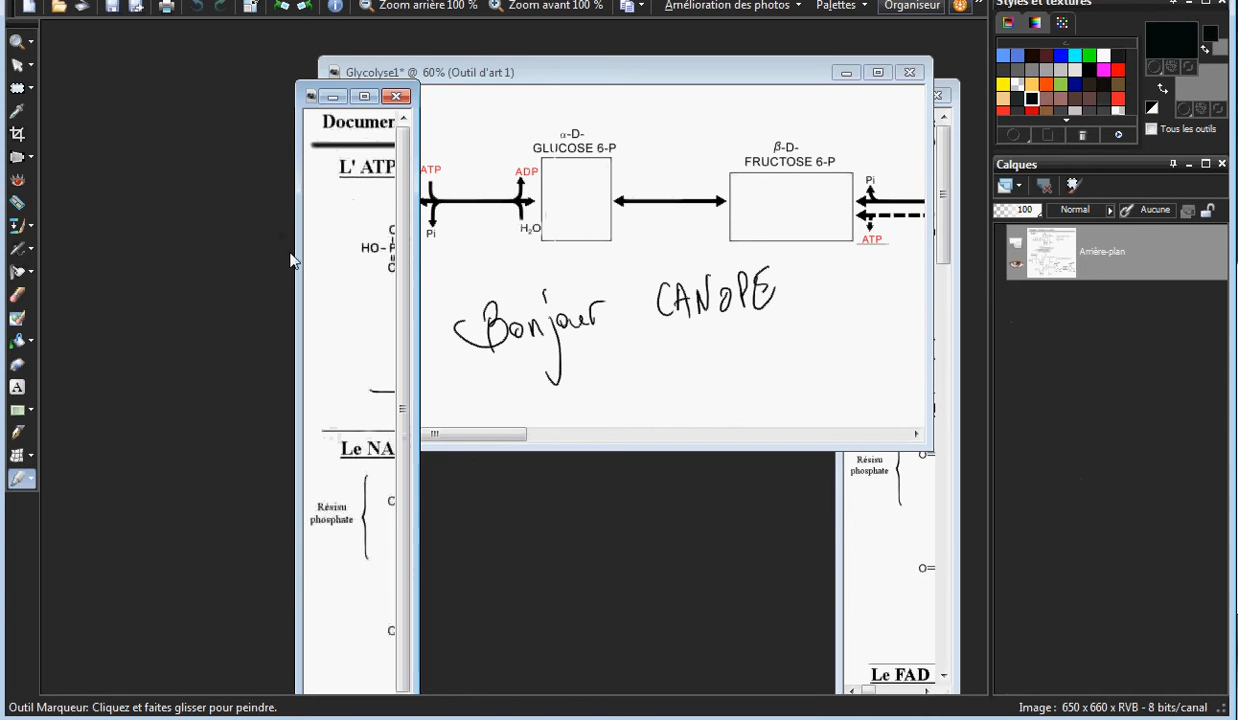 Zoom arrière 100 %
Zoom avant 100 %
Amélioration des photos
Palettes
Organiseur
Styles et textures
Tous les outils
Calques
100
Normal
Aucune
Arrière-plan
Glycolyse1* @ 60% (Outil d'art 1)
Documen
L' ATP
HO-P
Le NA
Résisu
phosphate
α-D-
GLUCOSE 6-P
β-D-
FRUCTOSE 6-P
ATP
ADP
Pi
H₂O
Pi
ATP
Bonjour CANOPE
Résisu
phosphate
O=
O=
Le FAD
Outil Marqueur: Cliquez et faites glisser pour peindre.
Image : 650 x 660 x RVB - 8 bits/canal